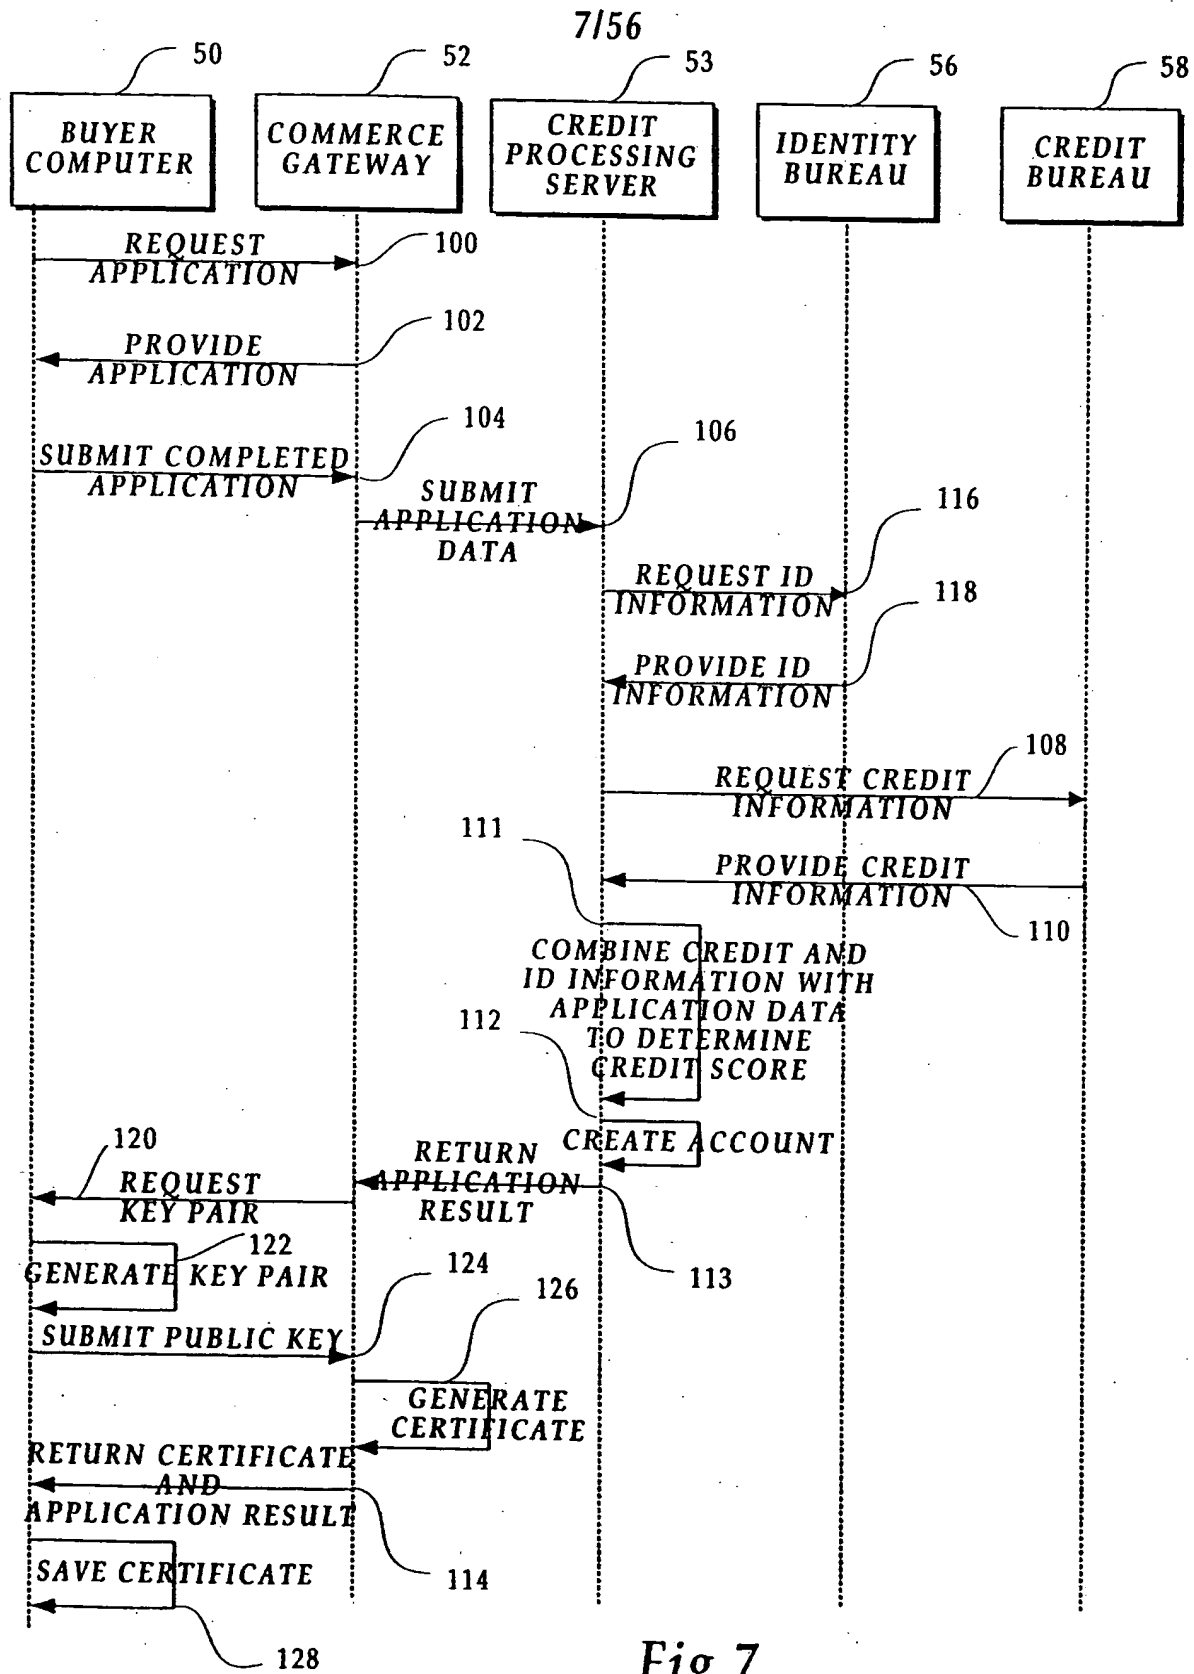 7/56
50
52
53
56
58
BUYER
COMPUTER
COMMERCE
GATEWAY
CREDIT
PROCESSING
SERVER
IDENTITY
BUREAU
CREDIT
BUREAU
REQUEST
APPLICATION
100
PROVIDE
APPLICATION
102
SUBMIT COMPLETED
APPLICATION
104
SUBMIT
APPLICATION
DATA
106
REQUEST ID
INFORMATION
116
PROVIDE ID
INFORMATION
118
REQUEST CREDIT
INFORMATION
108
PROVIDE CREDIT
INFORMATION
110
111
COMBINE CREDIT AND
ID INFORMATION WITH
APPLICATION DATA
TO DETERMINE
CREDIT SCORE
112
CREATE ACCOUNT
RETURN
APPLICATION
RESULT
113
120
REQUEST
KEY PAIR
122
GENERATE KEY PAIR
SUBMIT PUBLIC KEY
124
126
GENERATE
CERTIFICATE
RETURN CERTIFICATE
AND
APPLICATION RESULT
114
SAVE CERTIFICATE
128
Fig 7